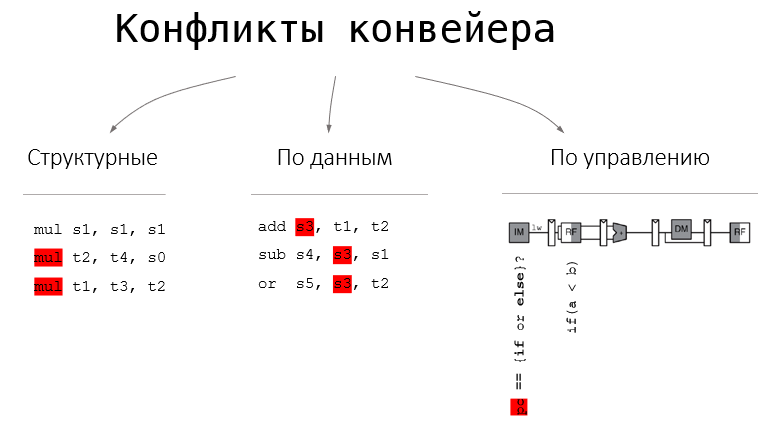 Конфликты конвейера
Структурные
mul s1, s1, s1
mul t2, t4, s0
mul t1, t3, t2
По данным
add s3, t1, t2
sub s4, s3, s1
or s5, s3, t2
По управлению
IM
lw
RF
DM
RF
pc == {if or else}?
if(a < b)